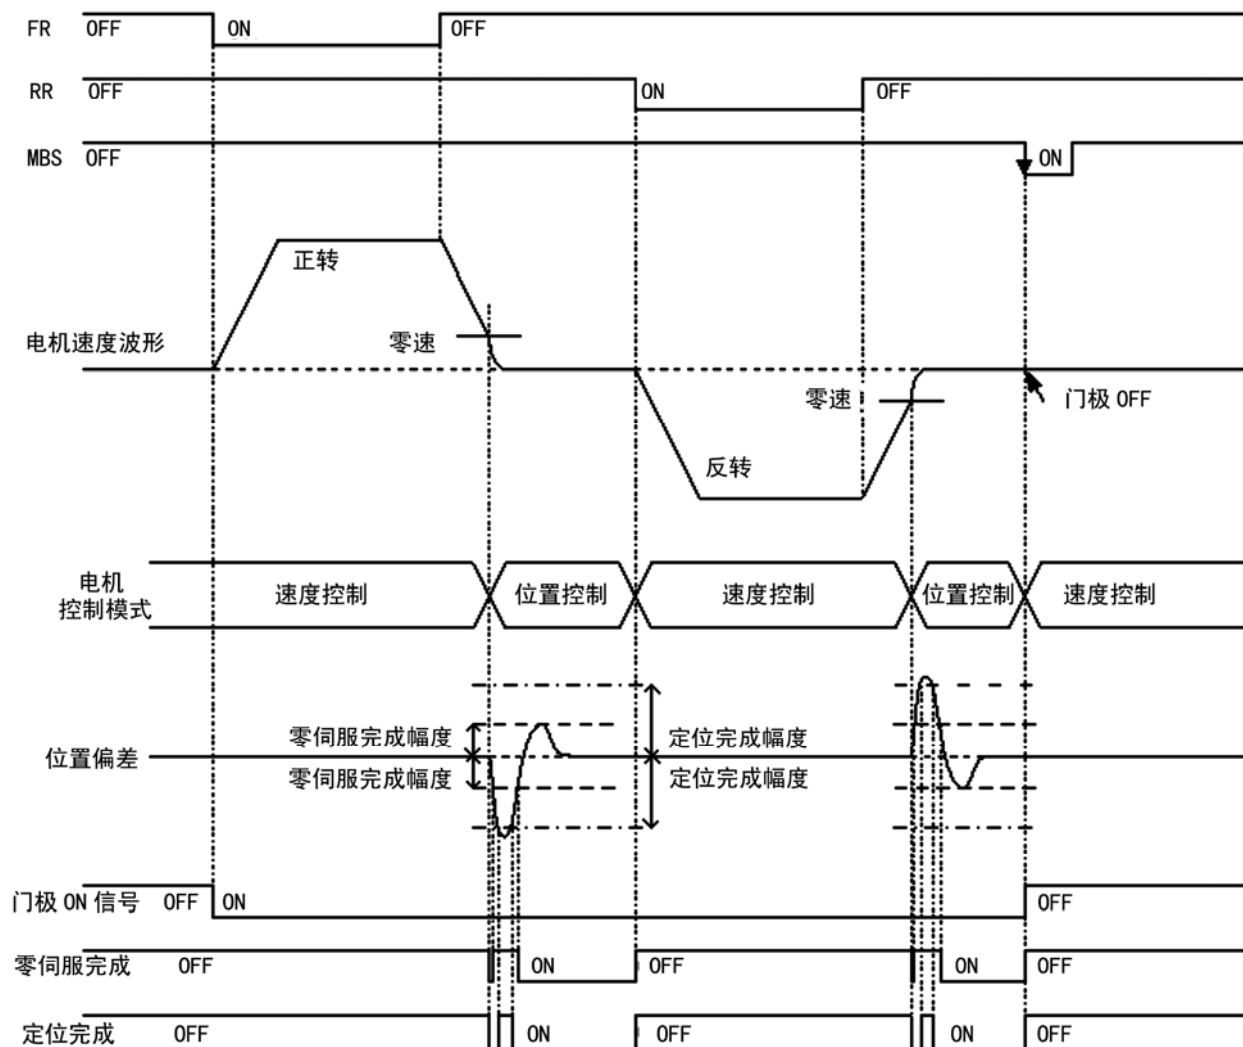 FR OFF ON OFF
RR OFF ON OFF
MBS OFF ON
正转
电机速度波形 零速
零速 门极 OFF
反转
电机
控制模式
速度控制 位置控制 速度控制 位置控制 速度控制
零伺服完成幅度 定位完成幅度
位置偏差
零伺服完成幅度 定位完成幅度
门极 ON 信号 OFF ON OFF
零伺服完成 OFF ON OFF ON OFF
定位完成 OFF ON OFF ON OFF